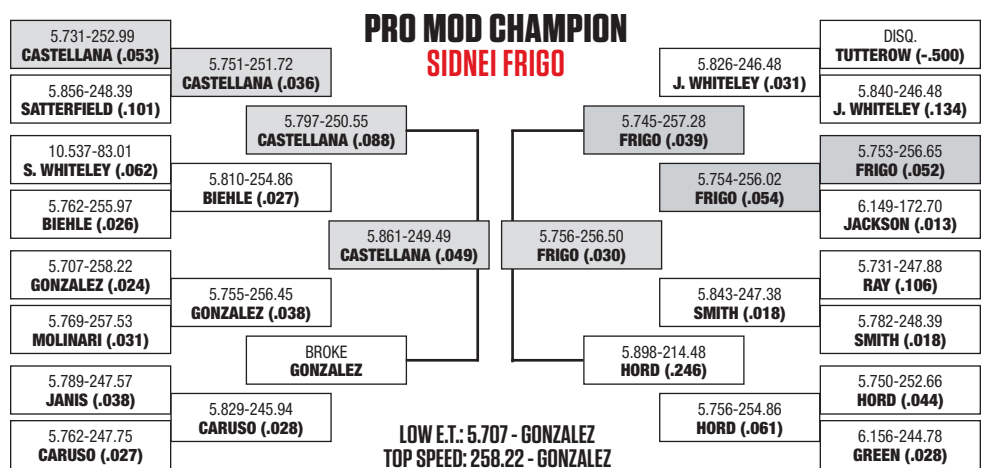 PRO MOD CHAMPION
SIDNEI FRIGO
5.731-252.99
CASTELLANA (.053)
5.856-248.39
SATTERFIELD (.101)
10.537-83.01
S. WHITELEY (.062)
5.762-255.97
BIEHLE (.026)
5.707-258.22
GONZALEZ (.024)
5.769-257.53
MOLINARI (.031)
5.789-247.57
JANIS (.038)
5.762-247.75
CARUSO (.027)
5.751-251.72
CASTELLANA (.036)
5.810-254.86
BIEHLE (.027)
5.755-256.45
GONZALEZ (.038)
5.829-245.94
CARUSO (.028)
5.797-250.55
CASTELLANA (.088)
BROKE
GONZALEZ
5.861-249.49
CASTELLANA (.049)
5.756-256.50
FRIGO (.030)
5.745-257.28
FRIGO (.039)
5.898-214.48
HORD (.246)
5.826-246.48
J. WHITELEY (.031)
5.754-256.02
FRIGO (.054)
5.843-247.38
SMITH (.018)
5.756-254.86
HORD (.061)
DISQ.
TUTTEROW (-.500)
5.840-246.48
J. WHITELEY (.134)
5.753-256.65
FRIGO (.052)
6.149-172.70
JACKSON (.013)
5.731-247.88
RAY (.106)
5.782-248.39
SMITH (.018)
5.750-252.66
HORD (.044)
6.156-244.78
GREEN (.028)
LOW E.T.: 5.707 - GONZALEZ
TOP SPEED: 258.22 - GONZALEZ